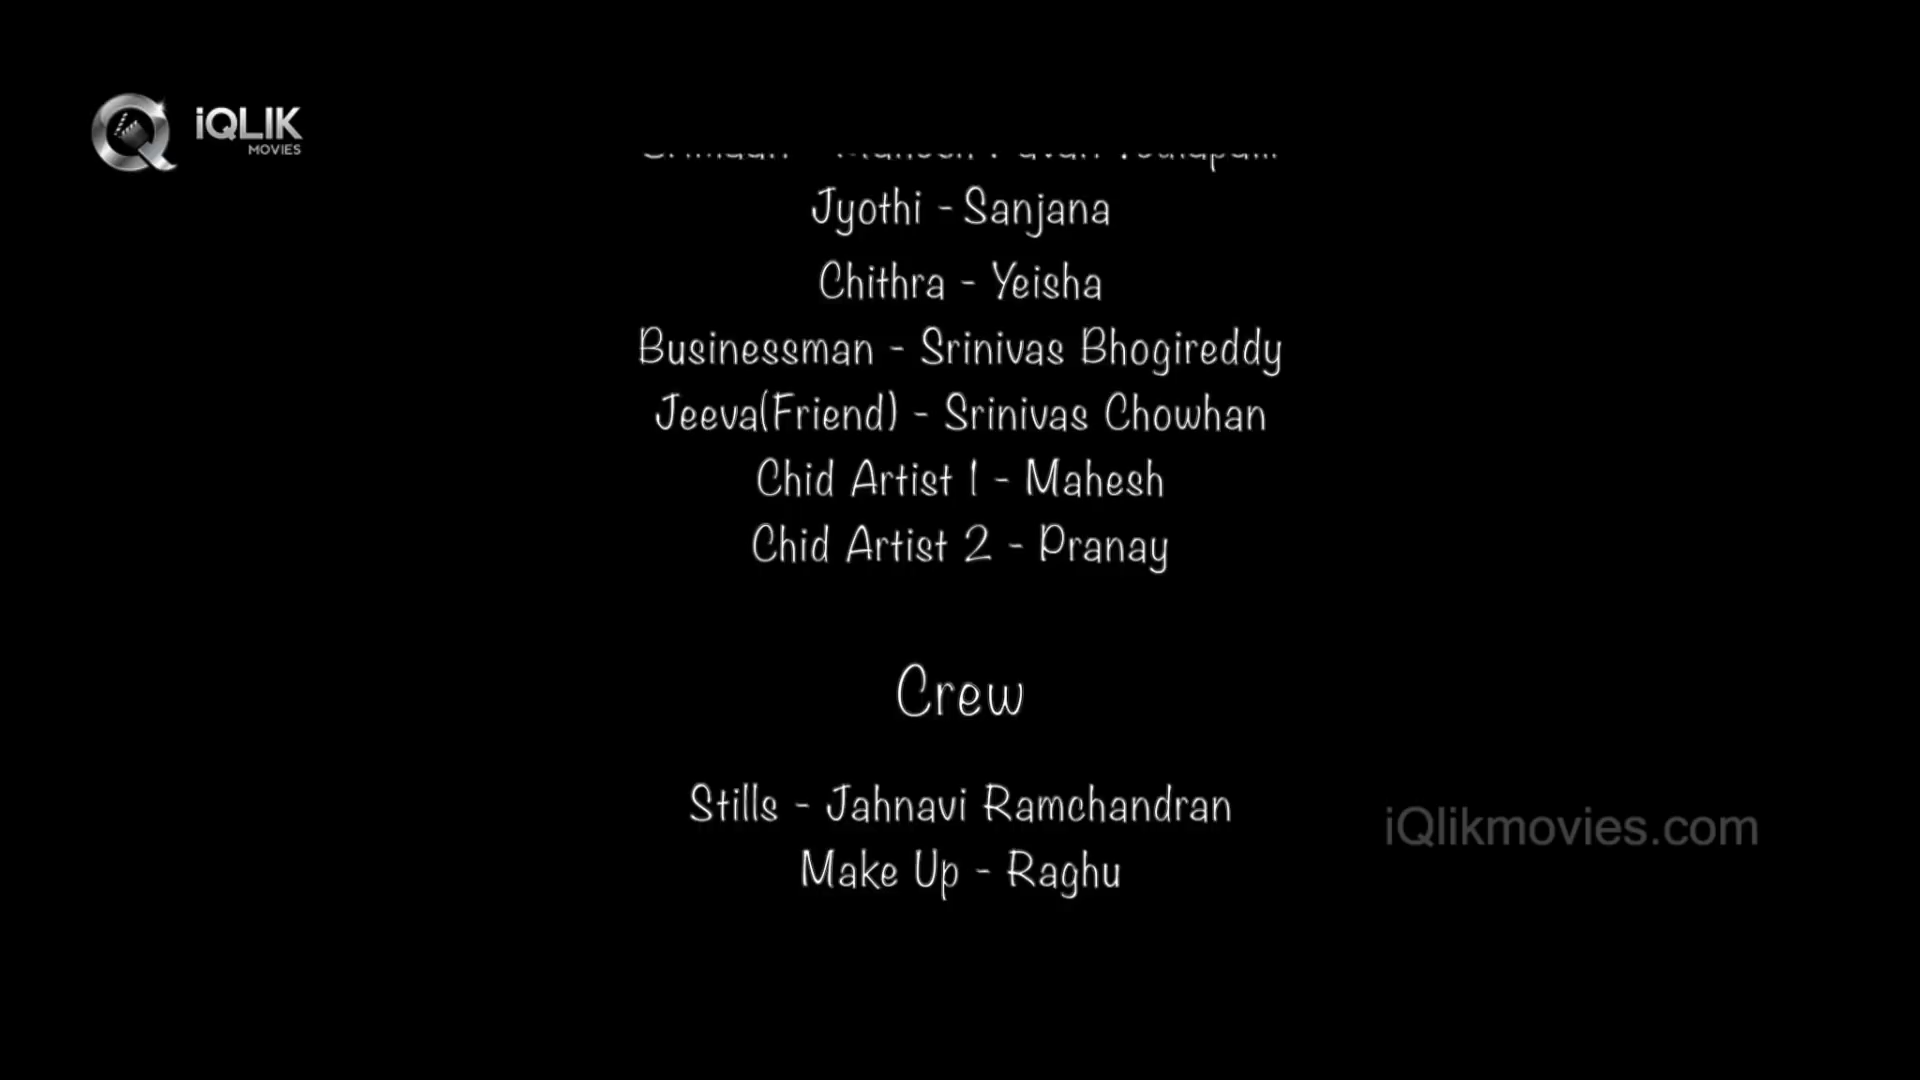 iQLIK
MOVIES
Jyothi - Sanjana
Chithra - Yeisha
Businessman - Srinivas Bhogireddy
Jeeva(Friend) - Srinivas Chowhan
Chid Artist 1 - Mahesh
Chid Artist 2 - Pranay
Crew
Stills - Jahnavi Ramchandran
Make Up - Raghu
iQlikmovies.com